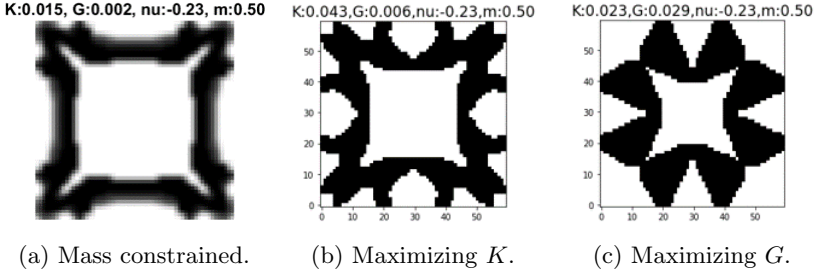 K:0.015, G:0.002, nu:-0.23, m:0.50
K:0.043,G:0.006,nu:-0.23,m:0.50
K:0.023,G:0.029,nu:-0.23,m:0.50
60
50
40
30
20
10
0
0 10 20 30 40 50
60
50
40
30
20
10
0
0 10 20 30 40 50
(a) Mass constrained.
(b) Maximizing K.
(c) Maximizing G.